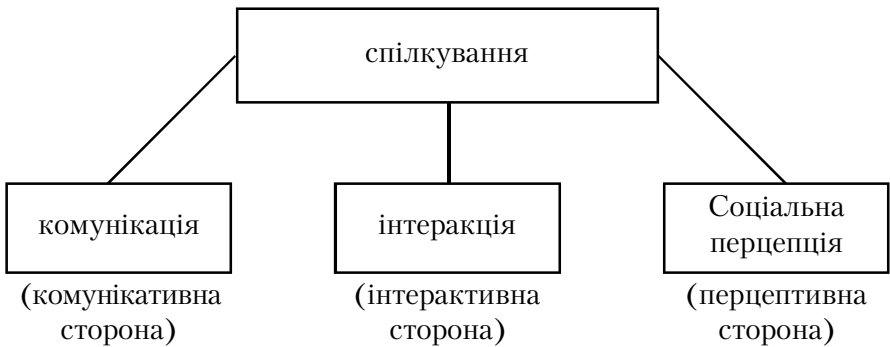 спілкування
комунікація
(комунікативна
сторона)
інтеракція
(інтерактивна
сторона)
Соціальна
перцепція
(перцептивна
сторона)